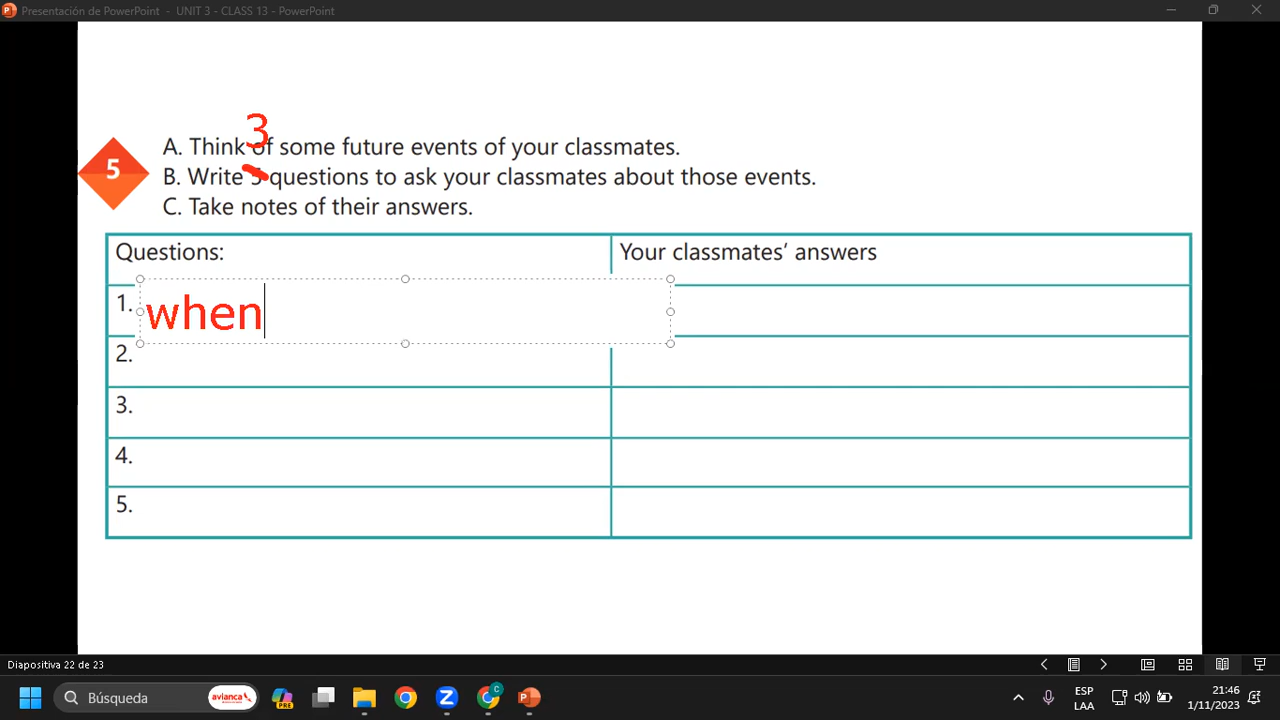 Presentación de PowerPoint - UNIT 3 - CLASS 13 - PowerPoint
3
A. Think of some future events of your classmates.
5
B. Write 5 questions to ask your classmates about those events.
C. Take notes of their answers.
Questions:
Your classmates’ answers
1.
when
2.
3.
4.
5.
Diapositiva 22 de 23
Búsqueda
avianca
PRE
Z
C
ESP
LAA
21:46
1/11/2023